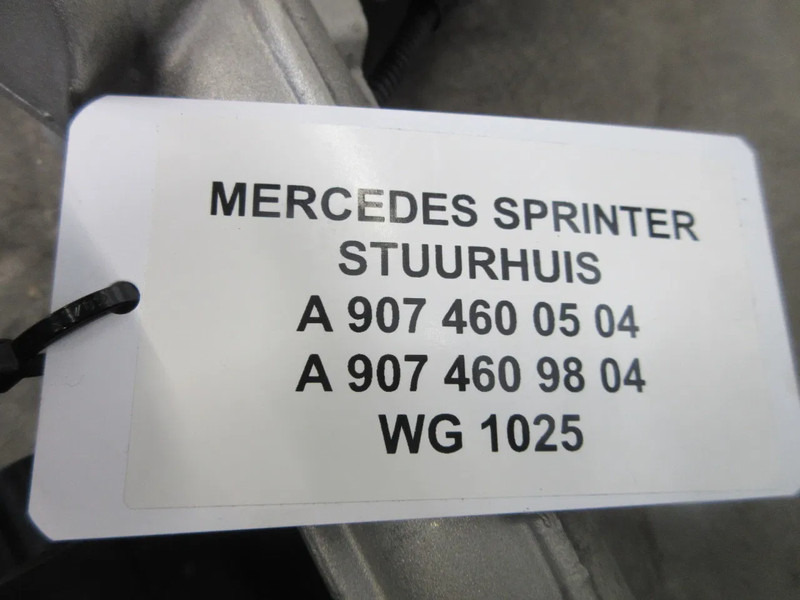 MERCEDES SPRINTER
STUURHUIS
A 907 460 05 04
A 907 460 98 04
WG 1025